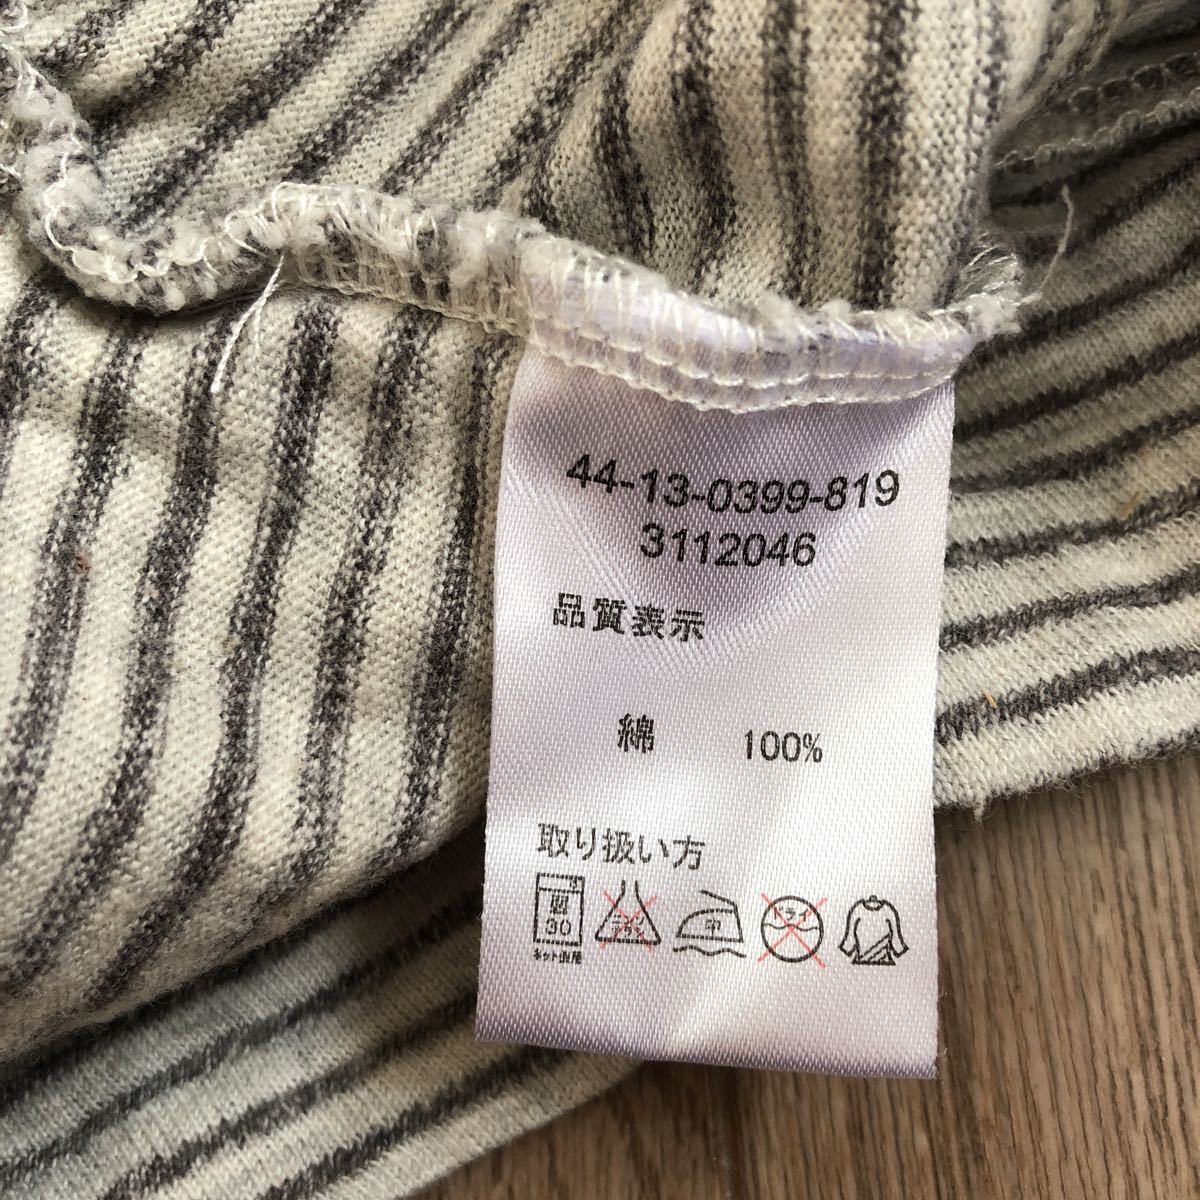 44-13-0399-819
3112046
品質表示
綿 100%
取り扱い方
30 中 ドライ
ネット使用